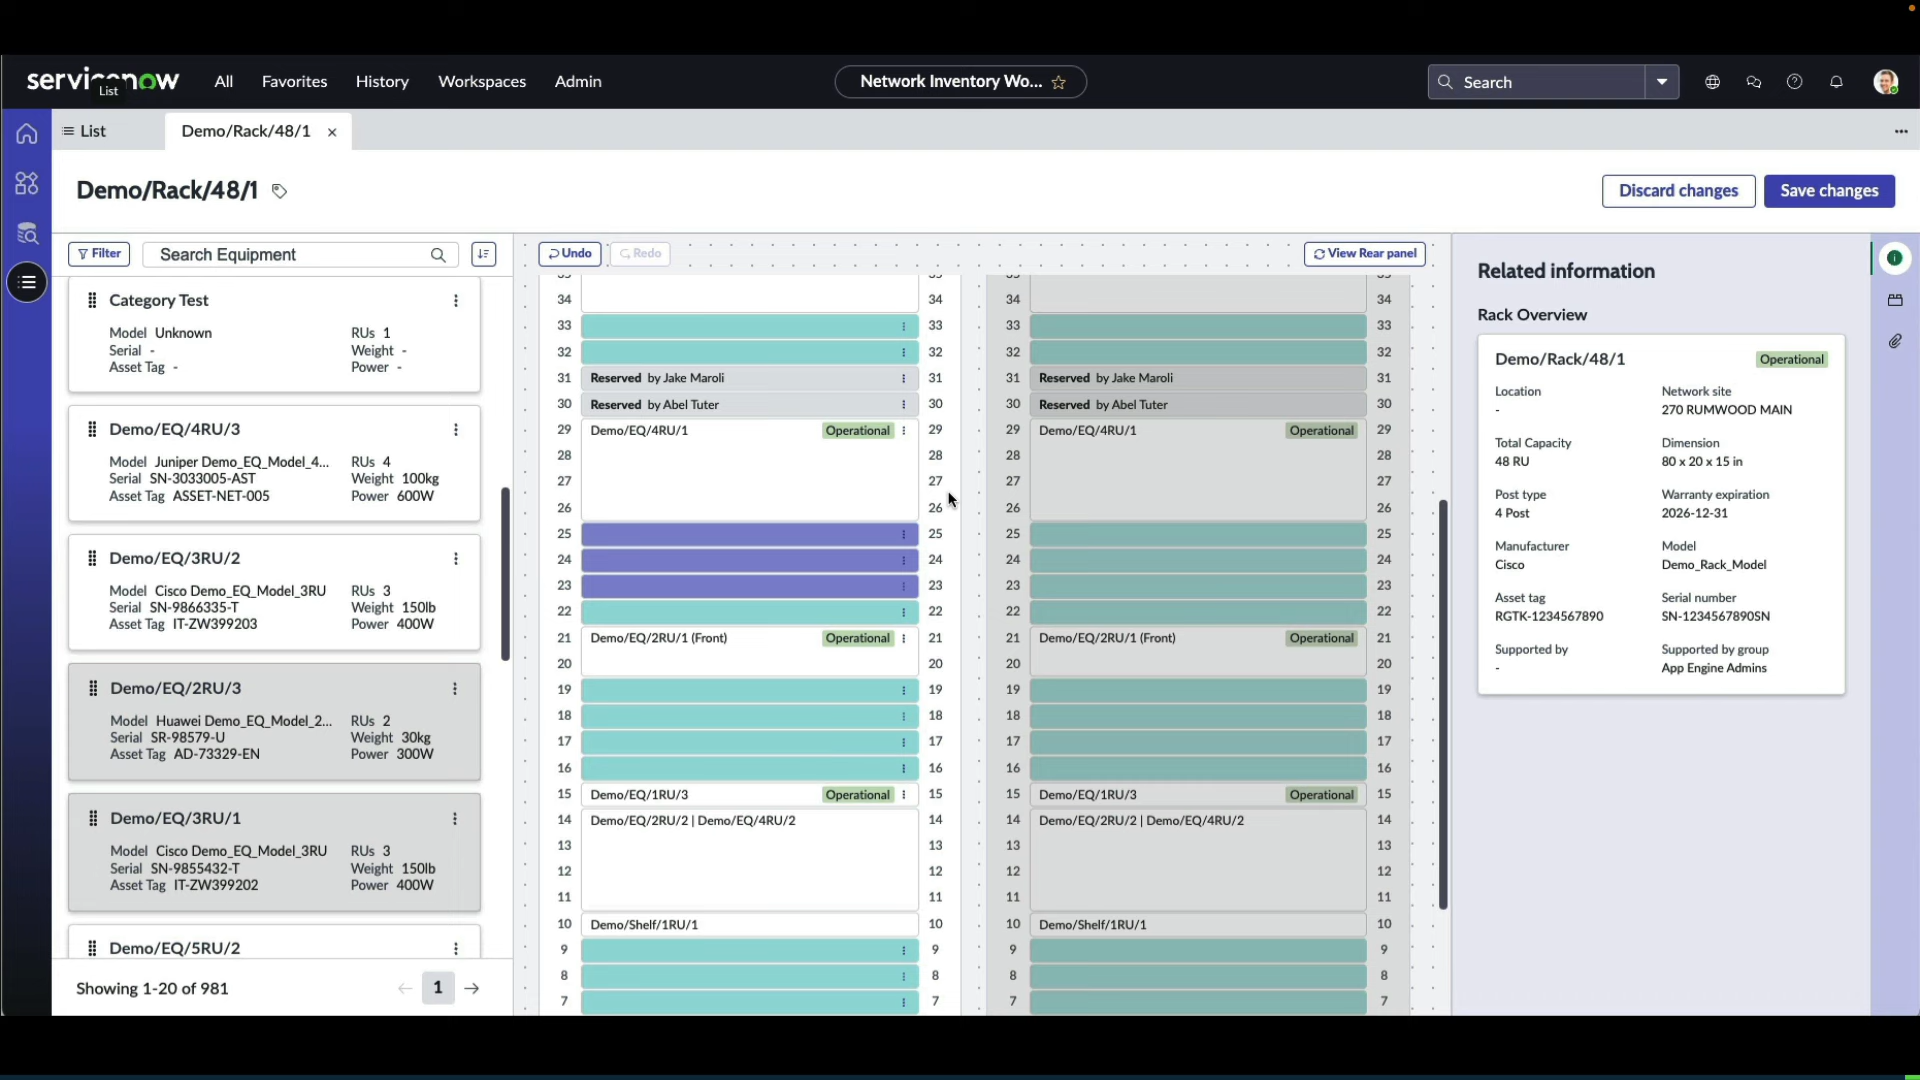 servicenow
List
All
Favorites
History
Workspaces
Admin
Network Inventory Wo...
Search
List
Demo/Rack/48/1
Demo/Rack/48/1
Discard changes
Save changes
Filter
Search Equipment
Category Test
Model Unknown
RUs 1
Serial -
Weight -
Asset Tag -
Power -
Demo/EQ/4RU/3
Model Juniper Demo_EQ_Model_4...
RUs 4
Serial SN-3033005-AST
Weight 100kg
Asset Tag ASSET-NET-005
Power 600W
Demo/EQ/3RU/2
Model Cisco Demo_EQ_Model_3RU
RUs 3
Serial SN-9866335-T
Weight 150lb
Asset Tag IT-ZW399203
Power 400W
Demo/EQ/2RU/3
Model Huawei Demo_EQ_Model_2...
RUs 2
Serial SR-98579-U
Weight 30kg
Asset Tag AD-73329-EN
Power 300W
Demo/EQ/3RU/1
Model Cisco Demo_EQ_Model_3RU
RUs 3
Serial SN-9855432-T
Weight 150lb
Asset Tag IT-ZW399202
Power 400W
Demo/EQ/5RU/2
Showing 1-20 of 981
1
Undo
Redo
View Rear panel
34 34 34 34
33 33 33 33
32 32 32 32
31 Reserved by Jake Maroli 31 31 Reserved by Jake Maroli 31
30 Reserved by Abel Tuter 30 30 Reserved by Abel Tuter 30
29 Demo/EQ/4RU/1 Operational 29 29 Demo/EQ/4RU/1 Operational 29
28 28 28 28
27 27 27 27
26 26 26 26
25 25 25 25
24 24 24 24
23 23 23 23
22 22 22 22
21 Demo/EQ/2RU/1 (Front) Operational 21 21 Demo/EQ/2RU/1 (Front) Operational 21
20 20 20 20
19 19 19 19
18 18 18 18
17 17 17 17
16 16 16 16
15 Demo/EQ/1RU/3 Operational 15 15 Demo/EQ/1RU/3 Operational 15
14 Demo/EQ/2RU/2 | Demo/EQ/4RU/2 14 14 Demo/EQ/2RU/2 | Demo/EQ/4RU/2 14
13 13 13 13
12 12 12 12
11 11 11 11
10 Demo/Shelf/1RU/1 10 10 Demo/Shelf/1RU/1 10
9 9 9 9
8 8 8 8
7 7 7 7
Related information
Rack Overview
Demo/Rack/48/1
Operational
Location
Network site
-
270 RUMWOOD MAIN
Total Capacity
Dimension
48 RU
80 x 20 x 15 in
Post type
Warranty expiration
4 Post
2026-12-31
Manufacturer
Model
Cisco
Demo_Rack_Model
Asset tag
Serial number
RGTK-1234567890
SN-1234567890SN
Supported by
Supported by group
-
App Engine Admins